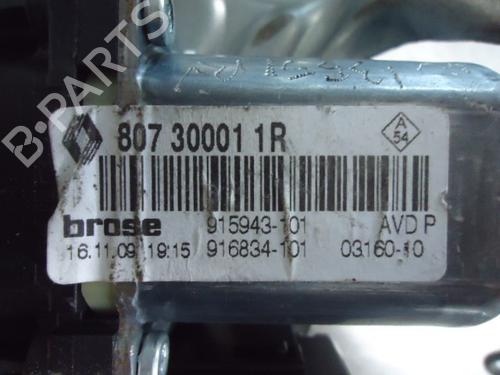 807 30001 1R
A
54
brose
915943-101
AVD P
16.11.09 19:15
916834-101
03160-10
B-PARTS